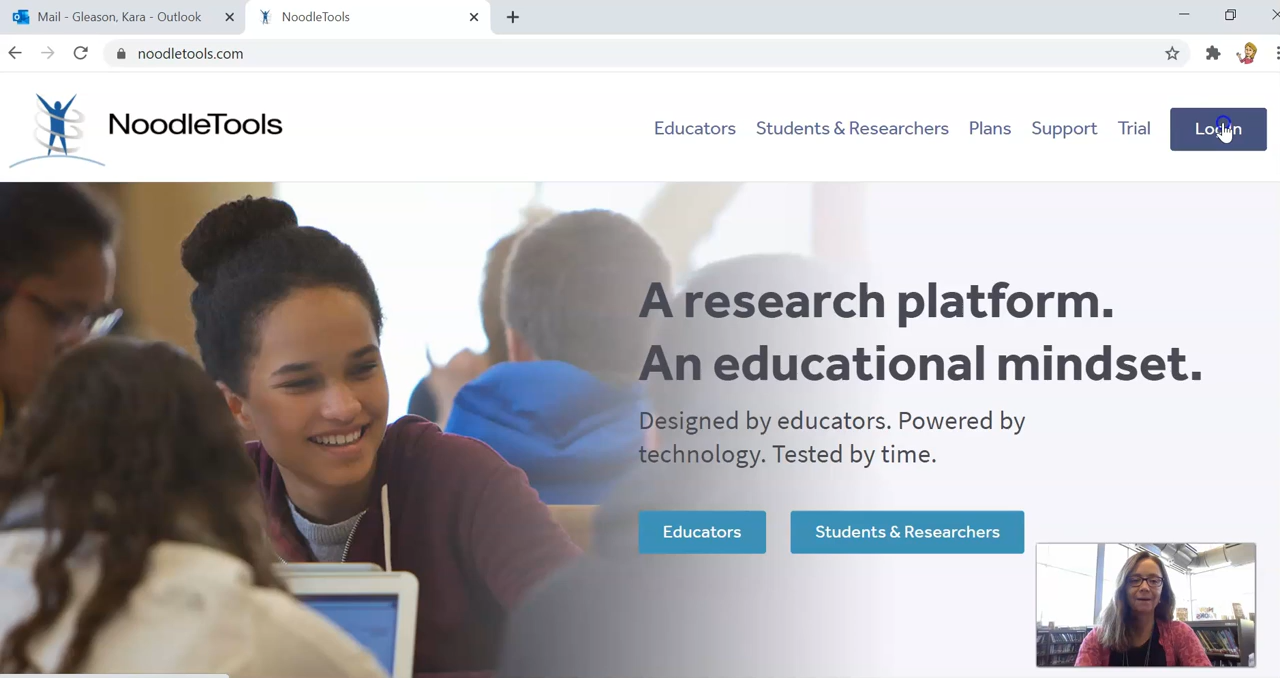 Mail - Gleason, Kara - Outlook
NoodleTools
noodletools.com
NoodleTools
Educators
Students & Researchers
Plans
Support
Trial
A research platform.
An educational mindset.
Designed by educators. Powered by
technology. Tested by time.
Educators
Students & Researchers